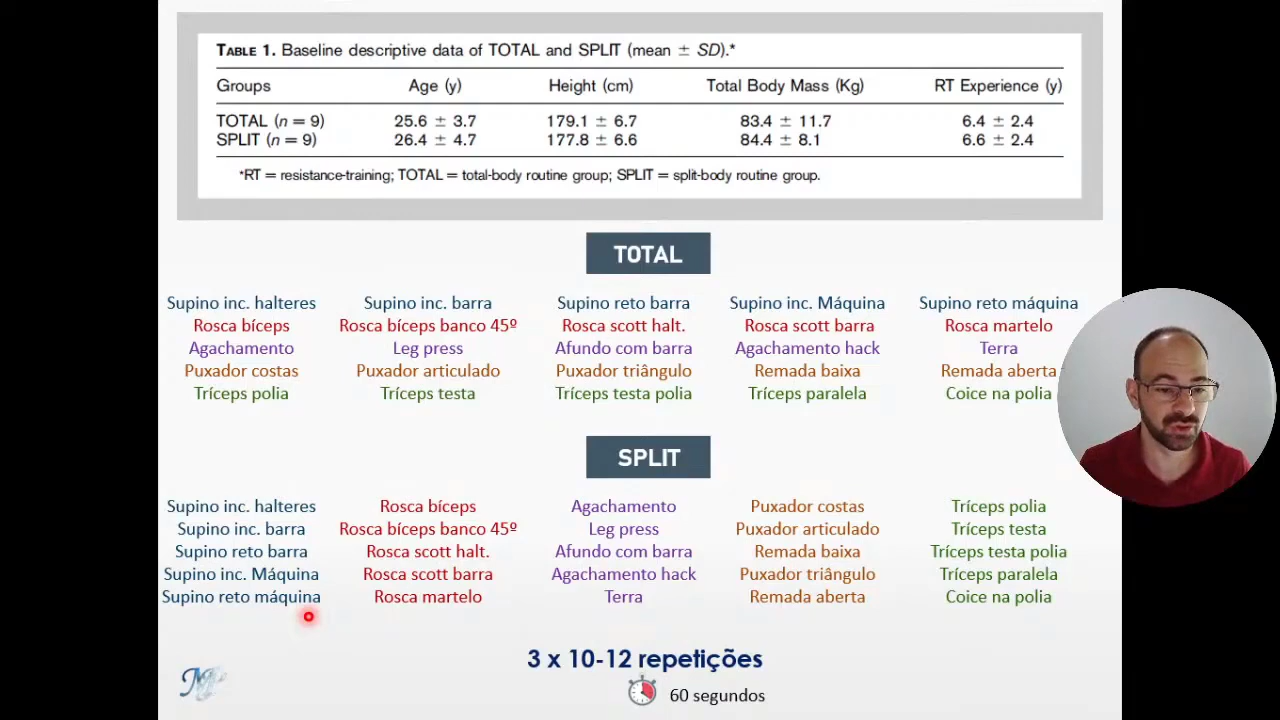 TABLE 1. Baseline descriptive data of TOTAL and SPLIT (mean ± SD).*
Groups Age (y) Height (cm) Total Body Mass (Kg) RT Experience (y)
TOTAL (n = 9) 25.6 ± 3.7 179.1 ± 6.7 83.4 ± 11.7 6.4 ± 2.4
SPLIT (n = 9) 26.4 ± 4.7 177.8 ± 6.6 84.4 ± 8.1 6.6 ± 2.4
*RT = resistance-training; TOTAL = total-body routine group; SPLIT = split-body routine group.
TOTAL
Supino inc. halteres Supino inc. barra Supino reto barra Supino inc. Máquina Supino reto máquina
Rosca bíceps Rosca bíceps banco 45º Rosca scott halt. Rosca scott barra Rosca martelo
Agachamento Leg press Afundo com barra Agachamento hack Terra
Puxador costas Puxador articulado Puxador triângulo Remada baixa Remada aberta
Tríceps polia Tríceps testa Tríceps testa polia Tríceps paralela Coice na polia
SPLIT
Supino inc. halteres Rosca bíceps Agachamento Puxador costas Tríceps polia
Supino inc. barra Rosca bíceps banco 45º Leg press Puxador articulado Tríceps testa
Supino reto barra Rosca scott halt. Afundo com barra Remada baixa Tríceps testa polia
Supino inc. Máquina Rosca scott barra Agachamento hack Puxador triângulo Tríceps paralela
Supino reto máquina Rosca martelo Terra Remada aberta Coice na polia
3 x 10-12 repetições
60 segundos